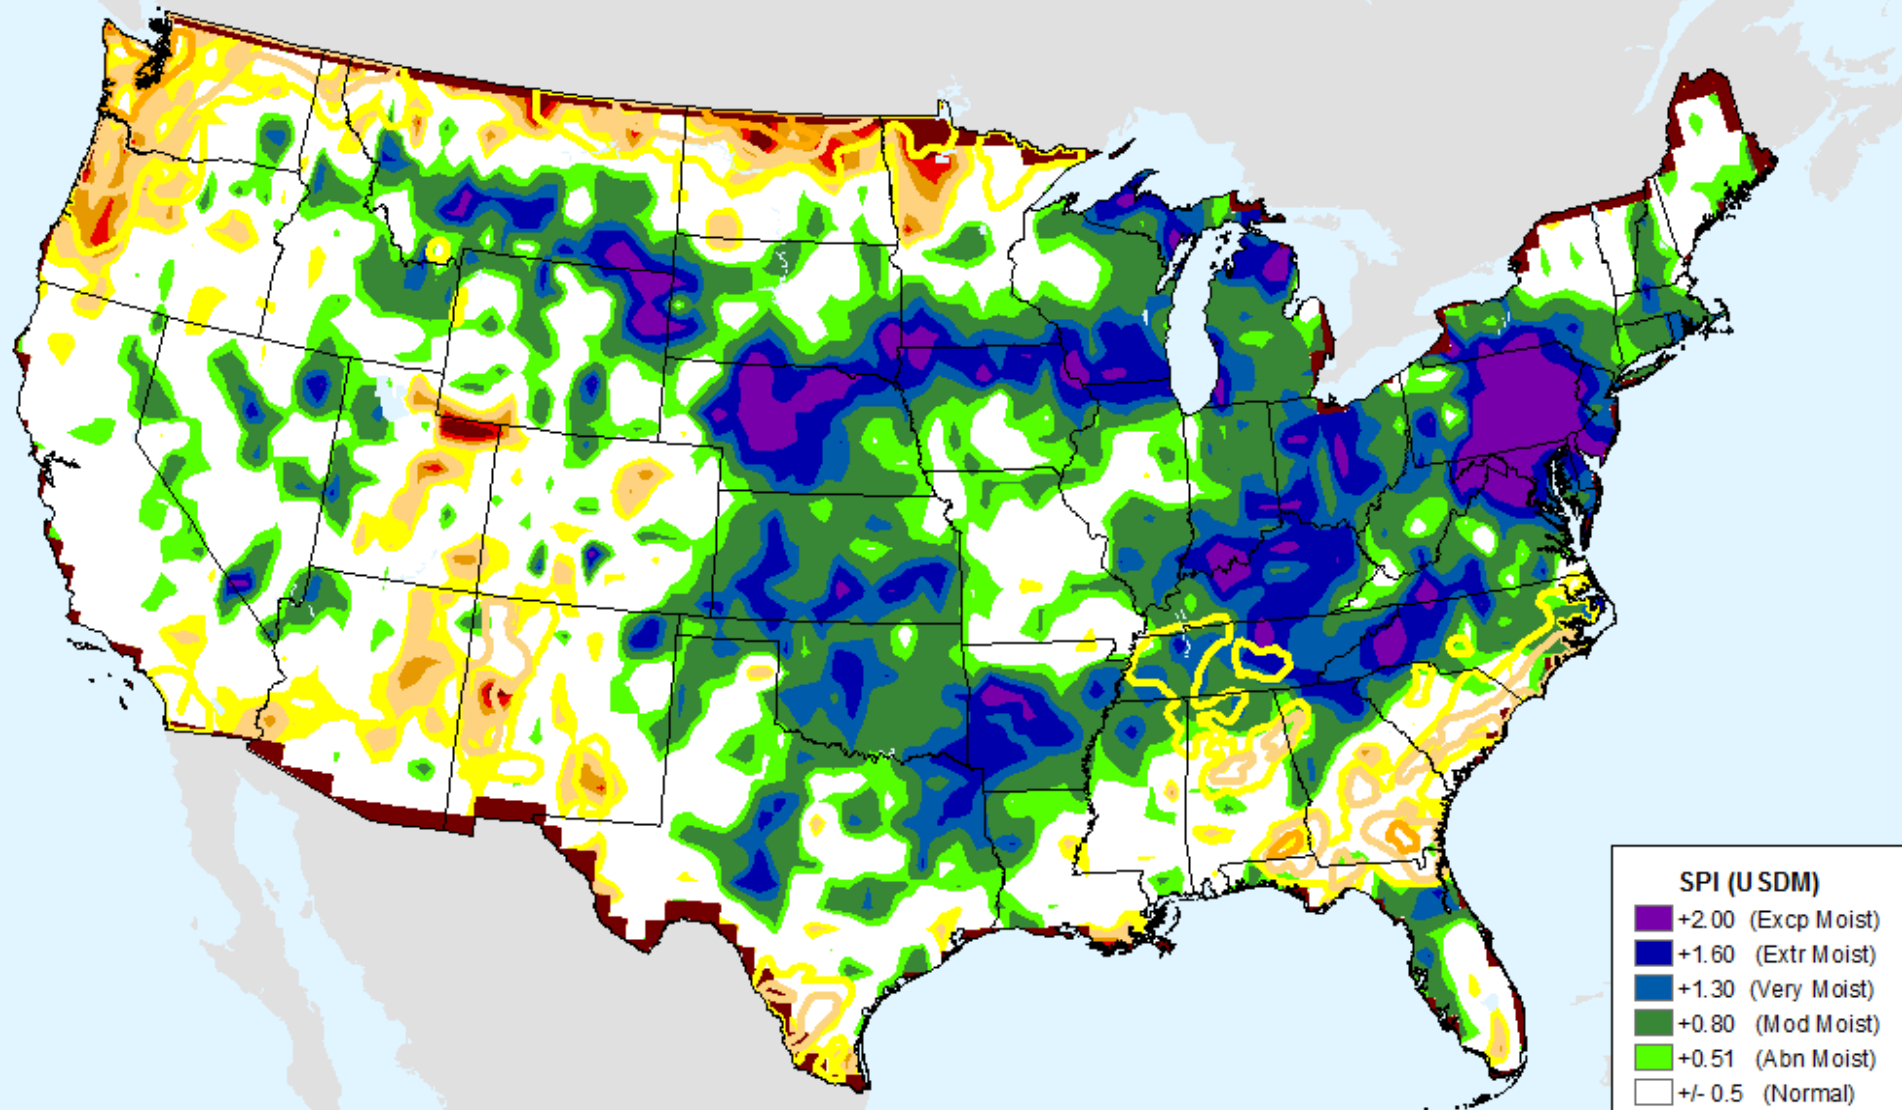 SPI (USDM)
+2.00 (Excp Moist)
+1.60 (Extr Moist)
+1.30 (Very Moist)
+0.80 (Mod Moist)
+0.51 (Abn Moist)
+/- 0.5 (Normal)